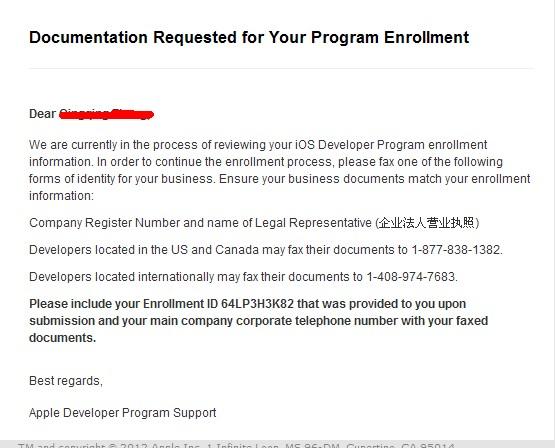 Documentation Requested for Your Program Enrollment
Dear
We are currently in the process of reviewing your iOS Developer Program enrollment
information. In order to continue the enrollment process, please fax one of the following
forms of identity for your business. Ensure your business documents match your enrollment
information:
Company Register Number and name of Legal Representative (企业法人营业执照)
Developers located in the US and Canada may fax their documents to 1-877-838-1382.
Developers located internationally may fax their documents to 1-408-974-7683.
Please include your Enrollment ID 64LP3H3K82 that was provided to you upon
submission and your main company corporate telephone number with your faxed
documents.
Best regards,
Apple Developer Program Support
TM and copyright © 2012 Apple Inc. 1 Infinite Loop, MS 96-DM, Cupertino, CA 95014